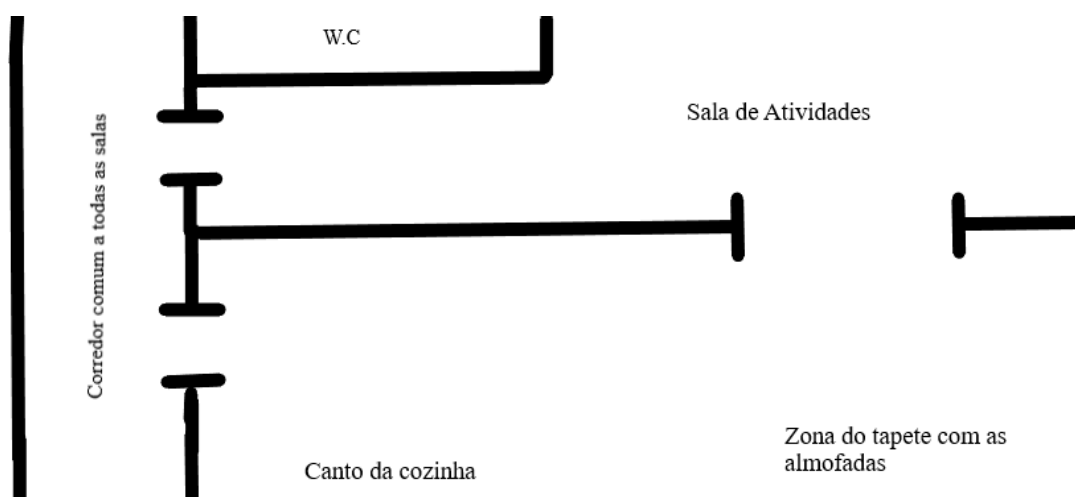 W.C
Sala de Atividades
Corredor comum a todas as salas
Zona do tapete com as
almofadas
Canto da cozinha